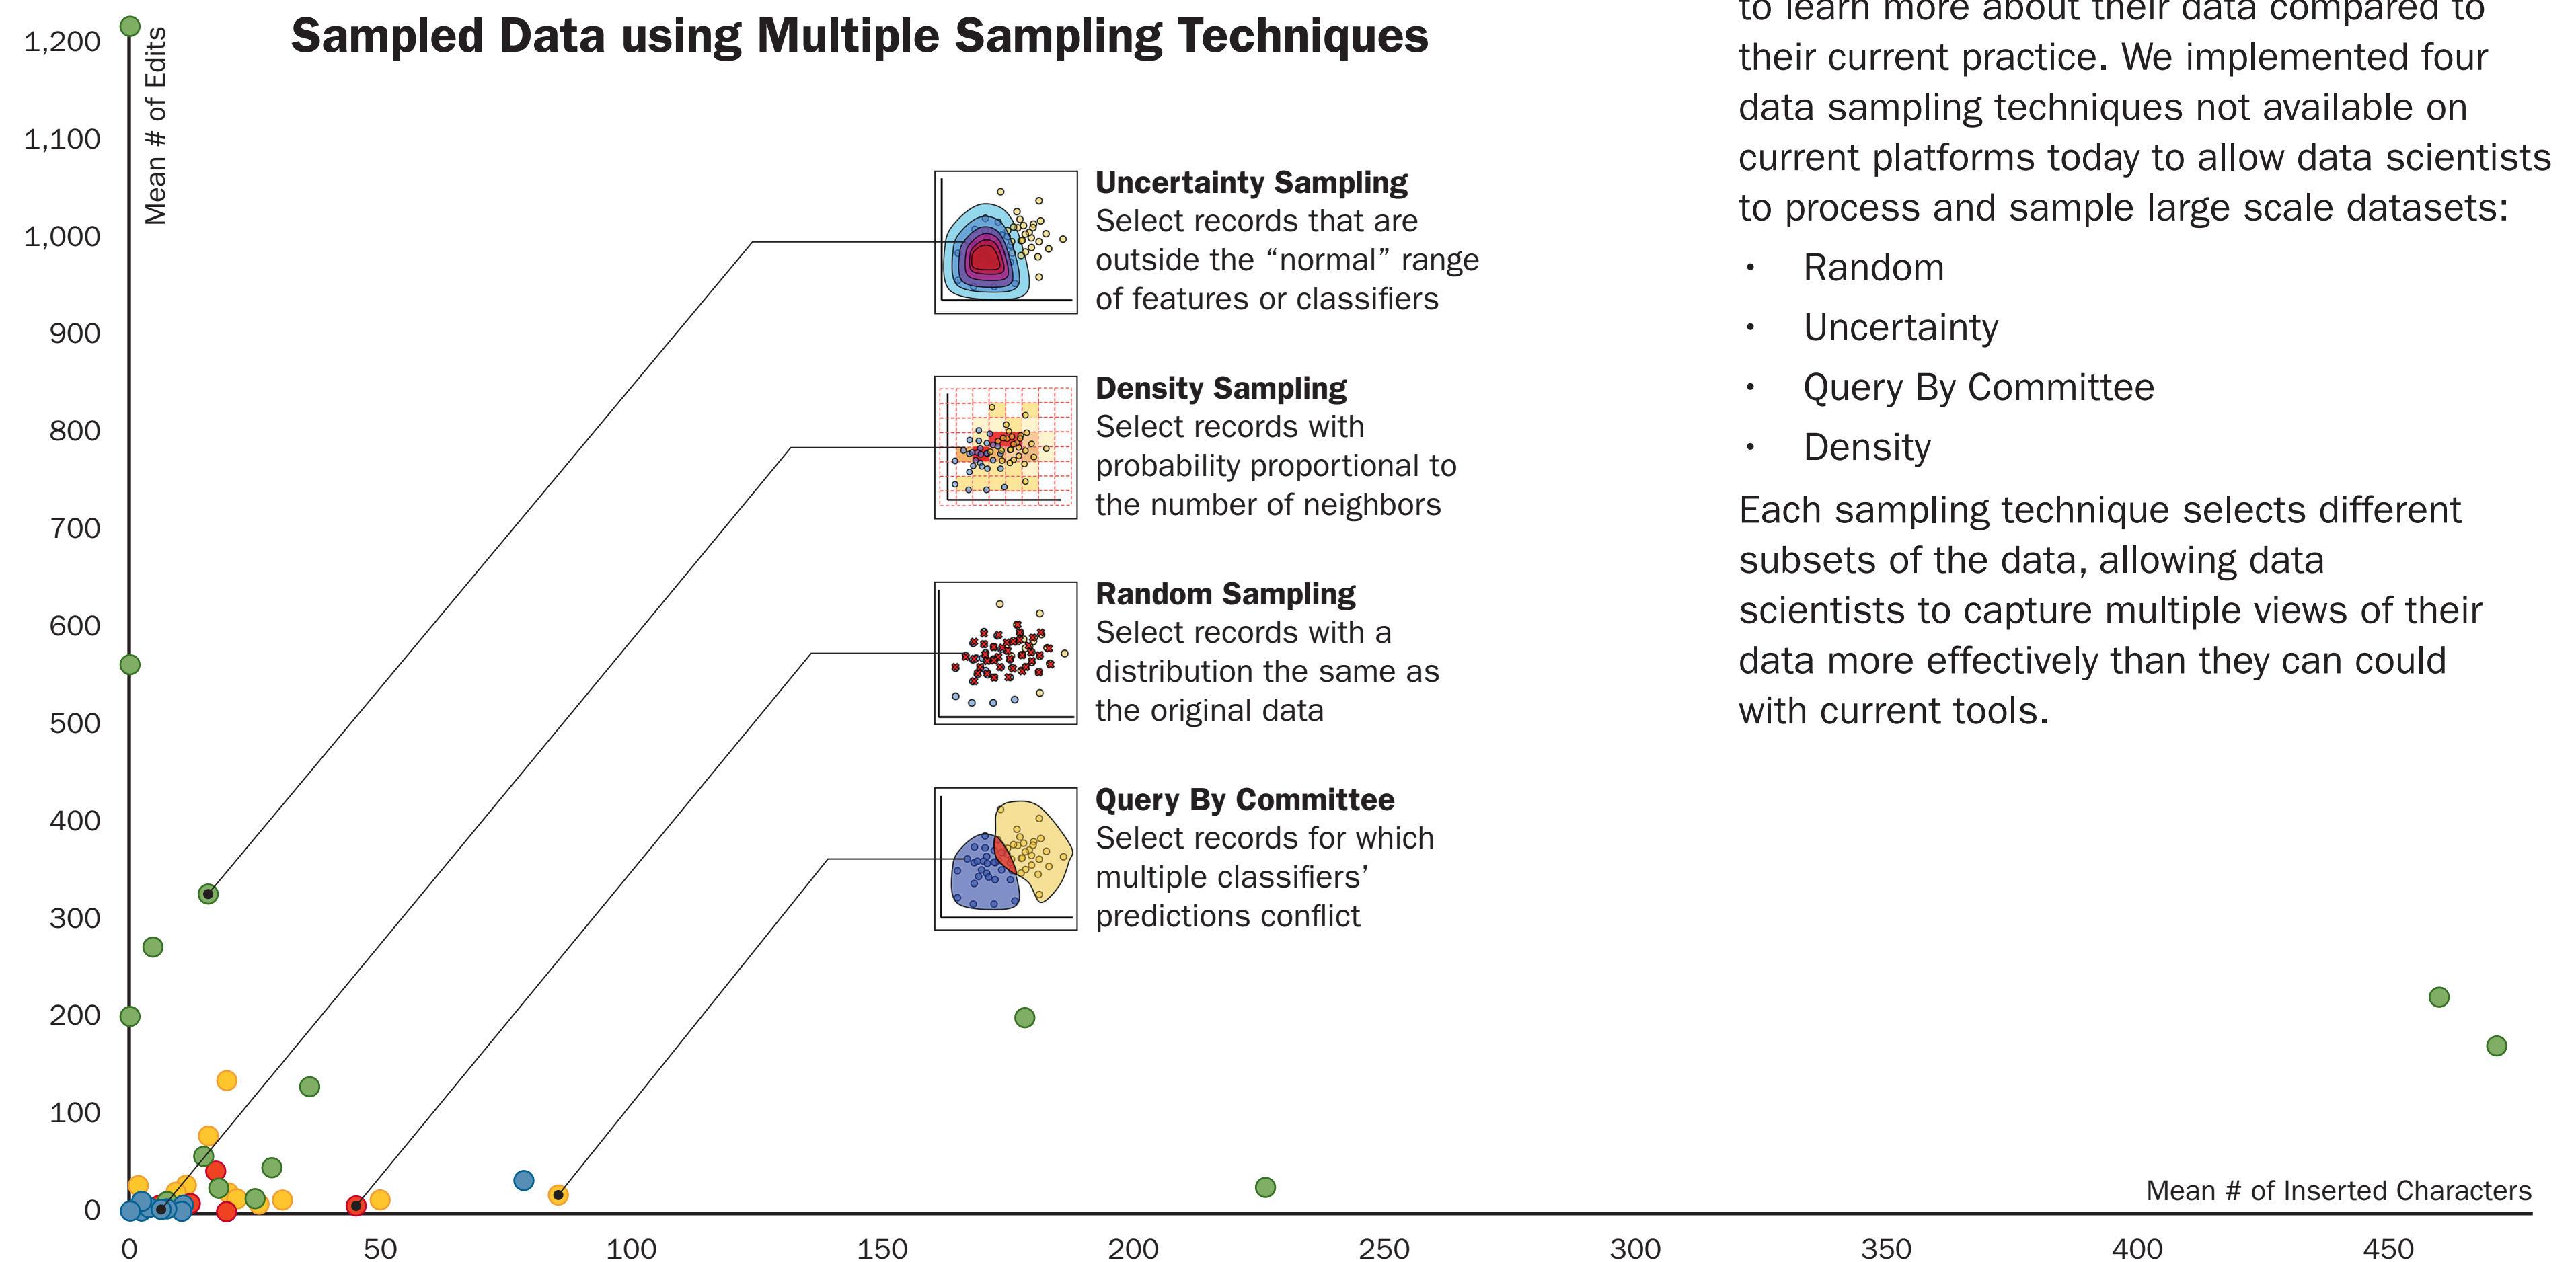 Sampled Data using Multiple Sampling Techniques
Mean # of Edits
1,200
1,100
1,000
900
800
700
600
500
400
300
200
100
0
Uncertainty Sampling
Select records that are
outside the “normal” range
of features or classifiers
Density Sampling
Select records with
probability proportional to
the number of neighbors
Random Sampling
Select records with a
distribution the same as
the original data
Query By Committee
Select records for which
multiple classifiers’
predictions conflict
Mean # of Inserted Characters
0
50
100
150
200
250
300
350
400
450
to learn more about their data compared to
their current practice. We implemented four
data sampling techniques not available on
current platforms today to allow data scientists
to process and sample large scale datasets:
• Random
• Uncertainty
• Query By Committee
• Density
Each sampling technique selects different
subsets of the data, allowing data
scientists to capture multiple views of their
data more effectively than they can could
with current tools.